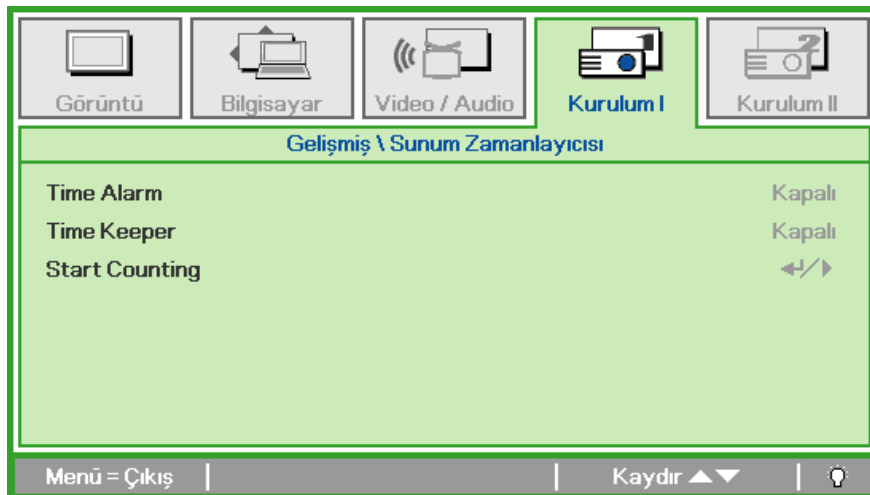 Görüntü Bilgisayar Video / Audio Kurulum I Kurulum II
Gelişmiş \ Sunum Zamanlayıcısı
Time Alarm Kapalı
Time Keeper Kapalı
Start Counting
Menü = Çıkış Kaydır